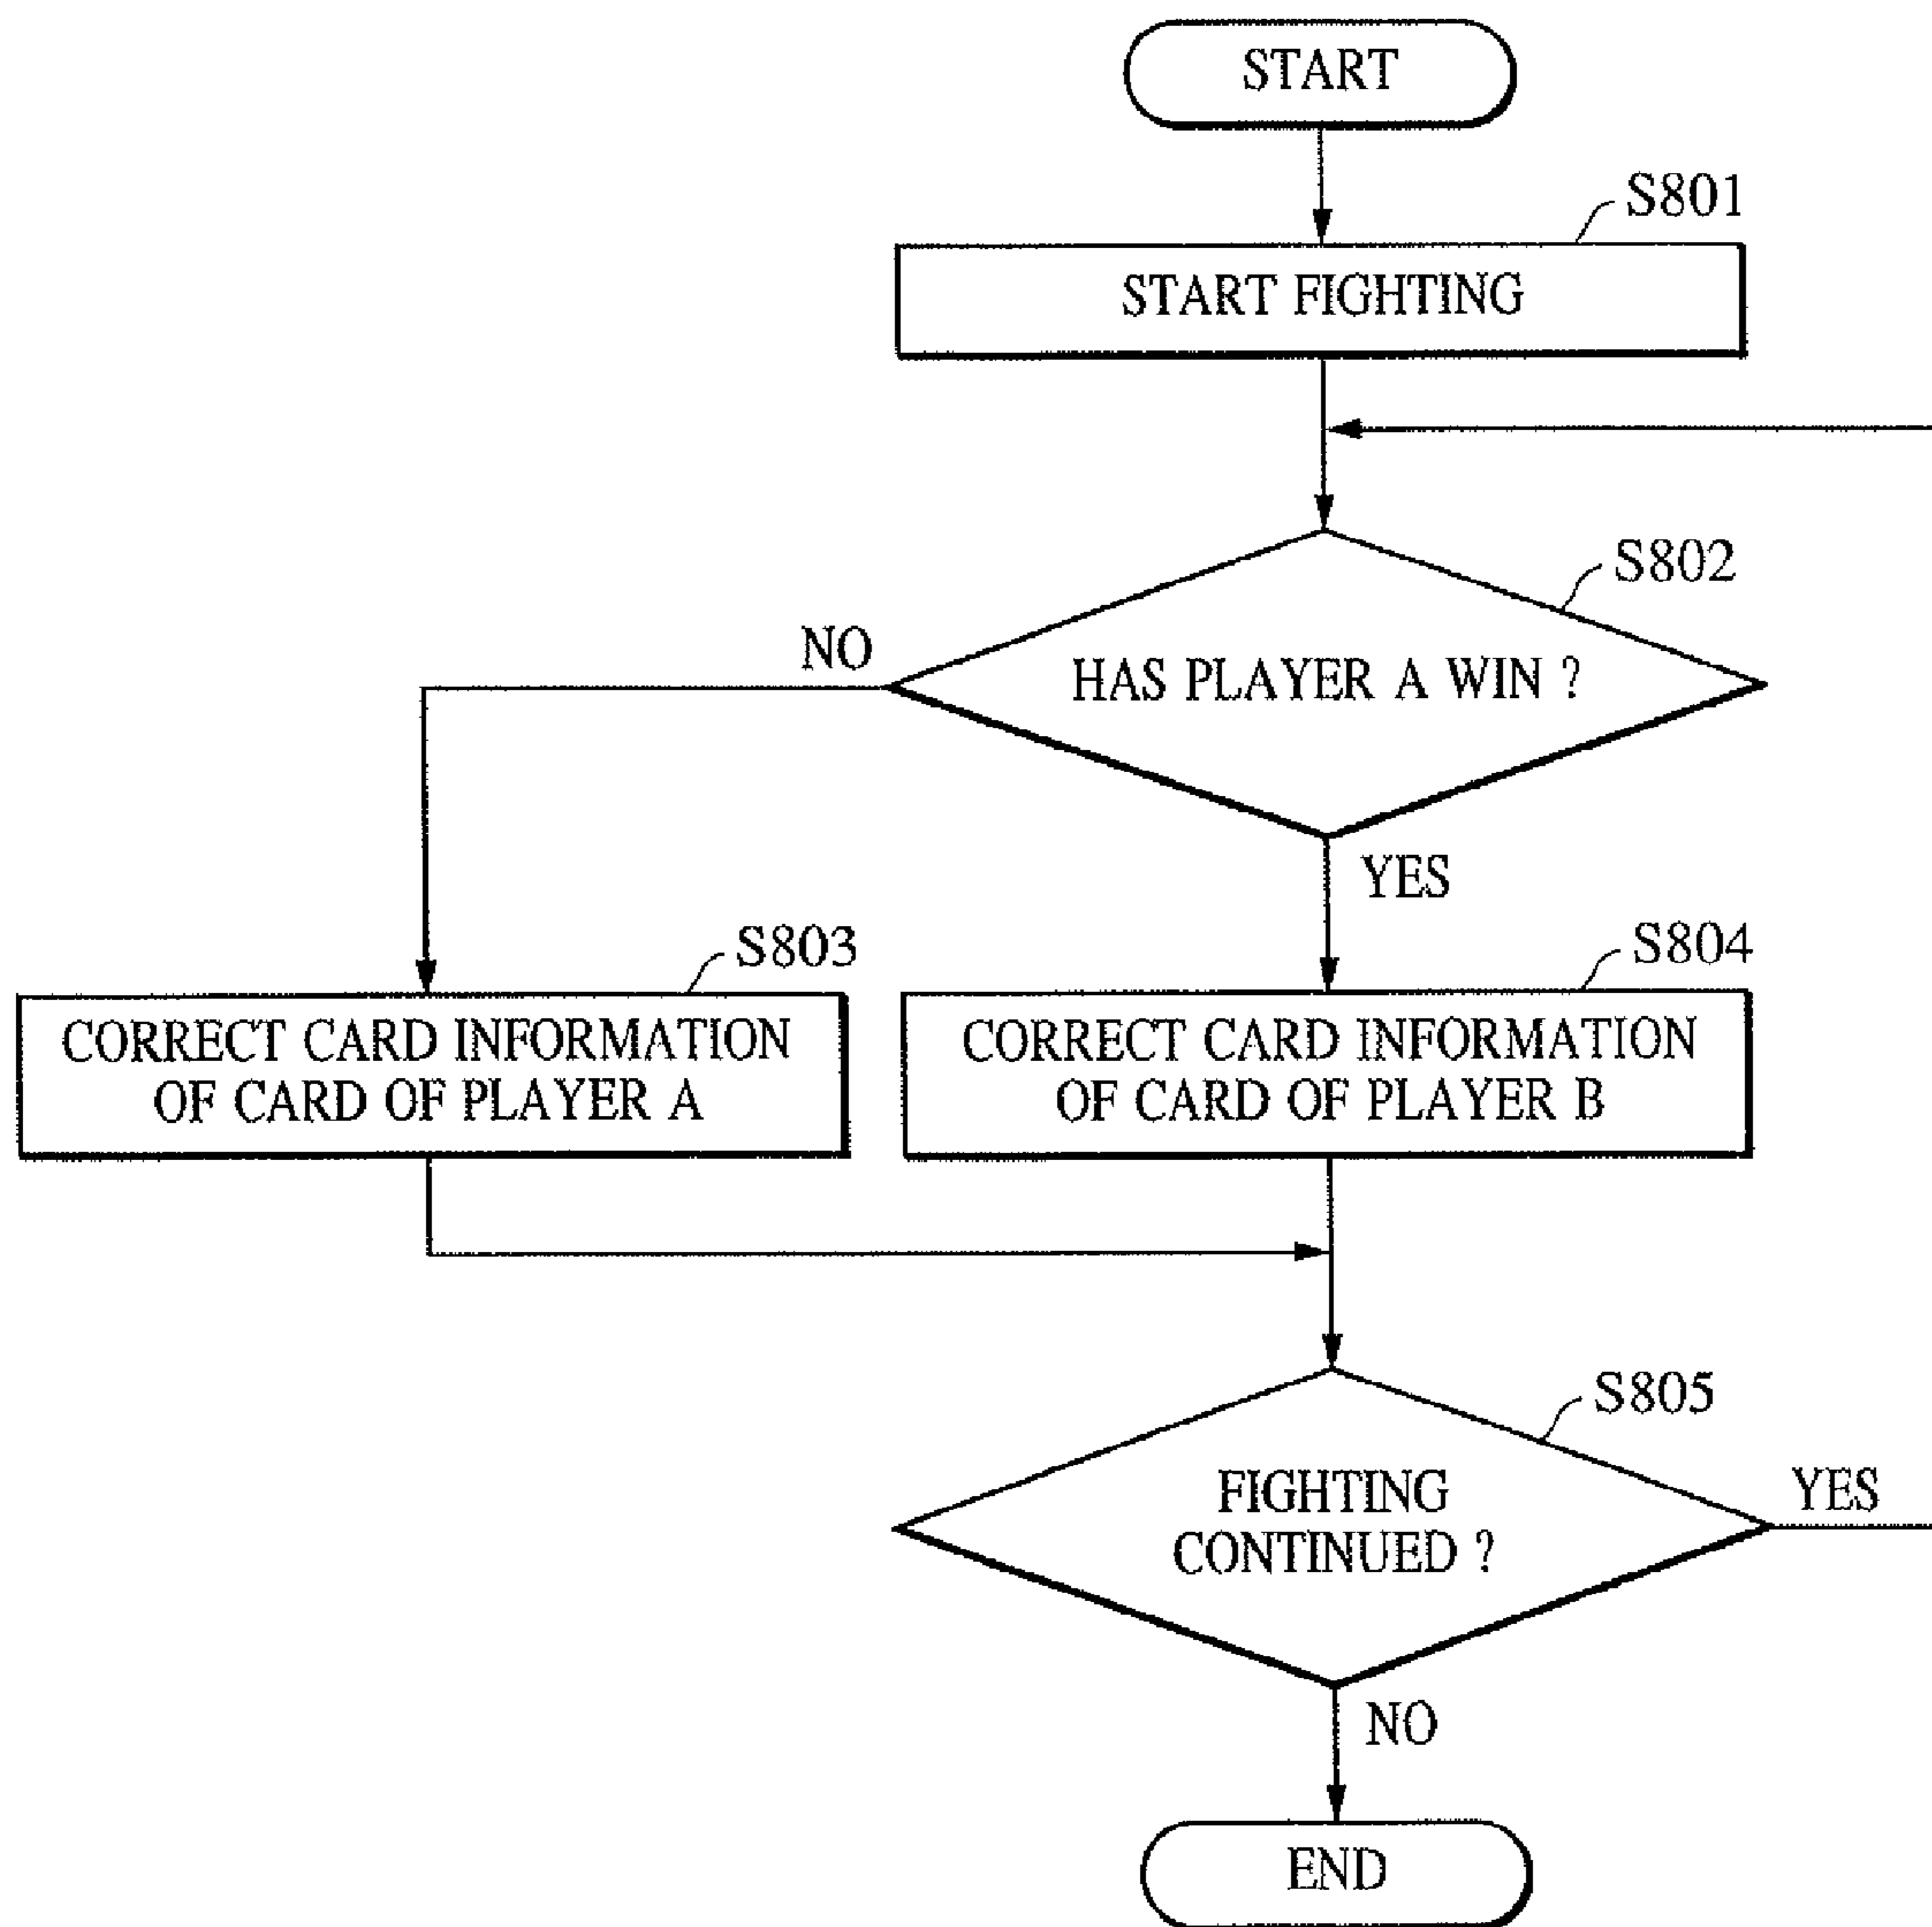 START
S801
START FIGHTING
S802
NO
HAS PLAYER A WIN ?
YES
S803
S804
CORRECT CARD INFORMATION
OF CARD OF PLAYER A
CORRECT CARD INFORMATION
OF CARD OF PLAYER B
S805
FIGHTING
CONTINUED ?
YES
NO
END